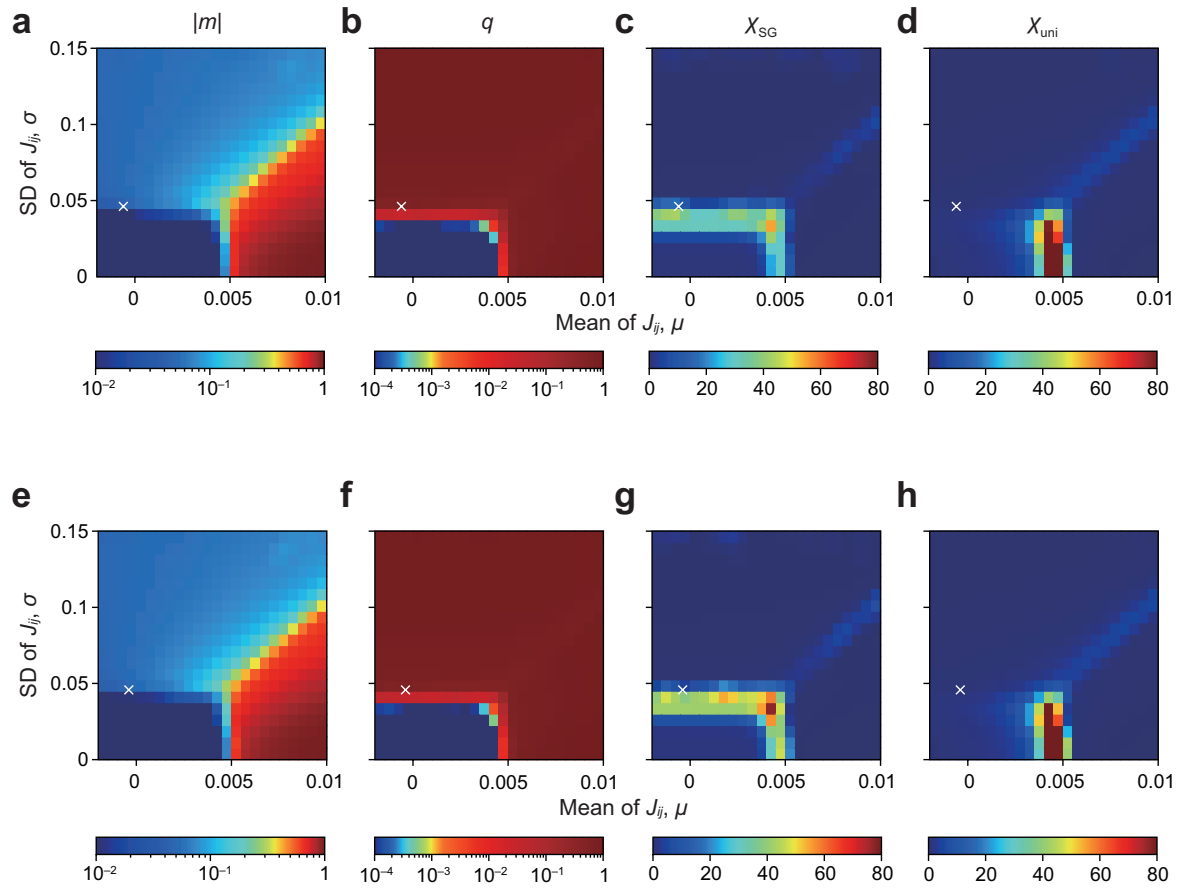 a b c d
|m| q χSG χuni
SD of Jij, σ
0.15
0.1
0.05
0
0 0.005 0.01 0 0.005 0.01 0 0.005 0.01 0 0.005 0.01
Mean of Jij, μ
10−2 10−1 1 10−4 10−3 10−2 10−1 1 0 20 40 60 80 0 20 40 60 80
e f g h
SD of Jij, σ
0.15
0.1
0.05
0
0 0.005 0.01 0 0.005 0.01 0 0.005 0.01 0 0.005 0.01
Mean of Jij, μ
10−2 10−1 1 10−4 10−3 10−2 10−1 1 0 20 40 60 80 0 20 40 60 80